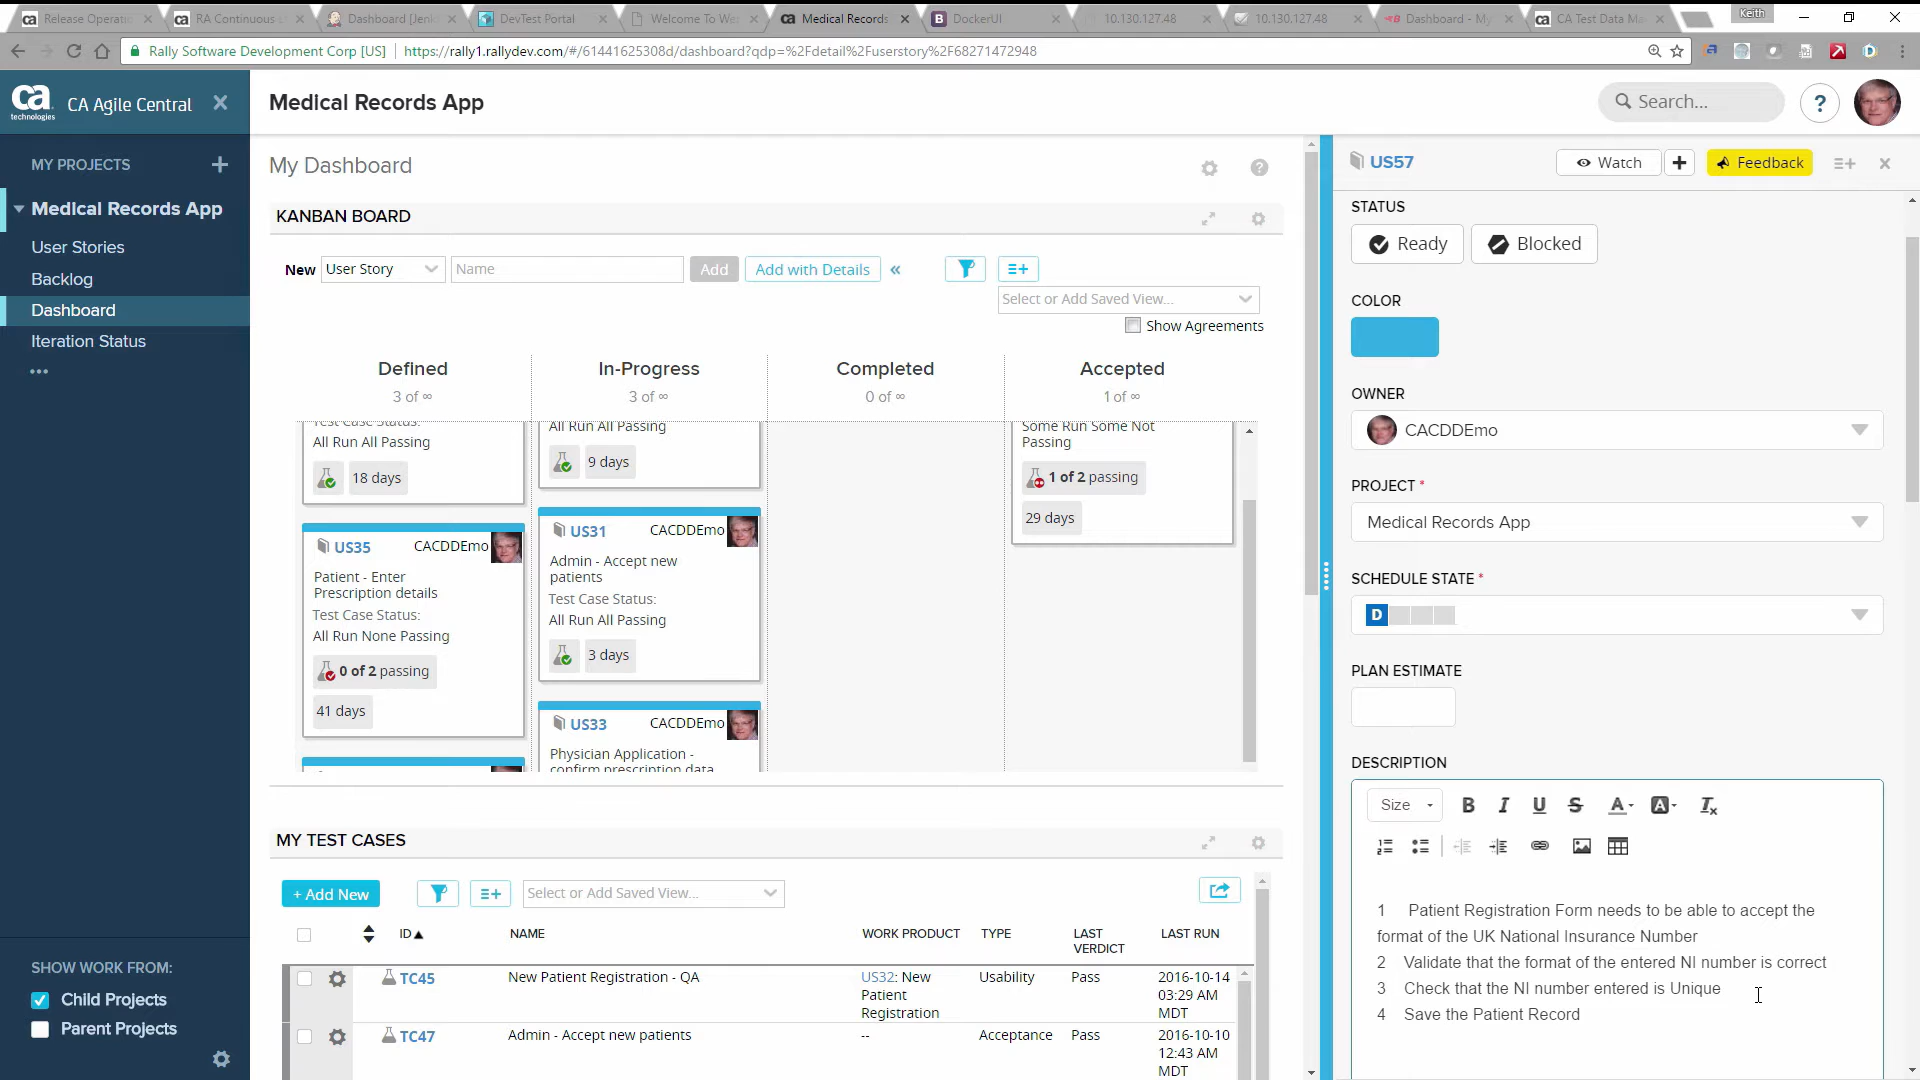 Release Operati
RA Continuous L
Dashboard [Jenk
DevTest Portal
Welcome To We
Medical Records
DockerUI
10.130.127.48
10.130.127.48
Dashboard - My
CA Test Data Ma
Keith
Rally Software Development Corp [US]
https://rally1.rallydev.com/#/61441625308d/dashboard?qdp=%2Fdetail%2Fuserstory%2F68271472948
ca
technologies
CA Agile Central
Medical Records App
Search...
?
MY PROJECTS
Medical Records App
User Stories
Backlog
Dashboard
Iteration Status
My Dashboard
KANBAN BOARD
New
User Story
Name
Add
Add with Details
«
Select or Add Saved View...
Show Agreements
Defined
3 of ∞
In-Progress
3 of ∞
Completed
0 of ∞
Accepted
1 of ∞
Test Case Status:
All Run All Passing
18 days
US35
CACDDEmo
Patient - Enter
Prescription details
Test Case Status:
All Run None Passing
0 of 2 passing
41 days
All Run All Passing
9 days
US31
CACDDEmo
Admin - Accept new
patients
Test Case Status:
All Run All Passing
3 days
US33
CACDDEmo
Physician Application -
confirm prescription data
Some Run Some Not
Passing
1 of 2 passing
29 days
MY TEST CASES
+ Add New
Select or Add Saved View...
ID
NAME
WORK PRODUCT
TYPE
LAST
VERDICT
LAST RUN
TC45
New Patient Registration - QA
US32: New
Patient
Registration
Usability
Pass
2016-10-14
03:29 AM
MDT
TC47
Admin - Accept new patients
--
Acceptance
Pass
2016-10-10
12:43 AM
MDT
SHOW WORK FROM:
Child Projects
Parent Projects
US57
Watch
Feedback
STATUS
Ready
Blocked
COLOR
OWNER
CACDDEmo
PROJECT *
Medical Records App
SCHEDULE STATE *
D
PLAN ESTIMATE
DESCRIPTION
Size
B I U S A A Tx
1 Patient Registration Form needs to be able to accept the
format of the UK National Insurance Number
2 Validate that the format of the entered NI number is correct
3 Check that the NI number entered is Unique
4 Save the Patient Record